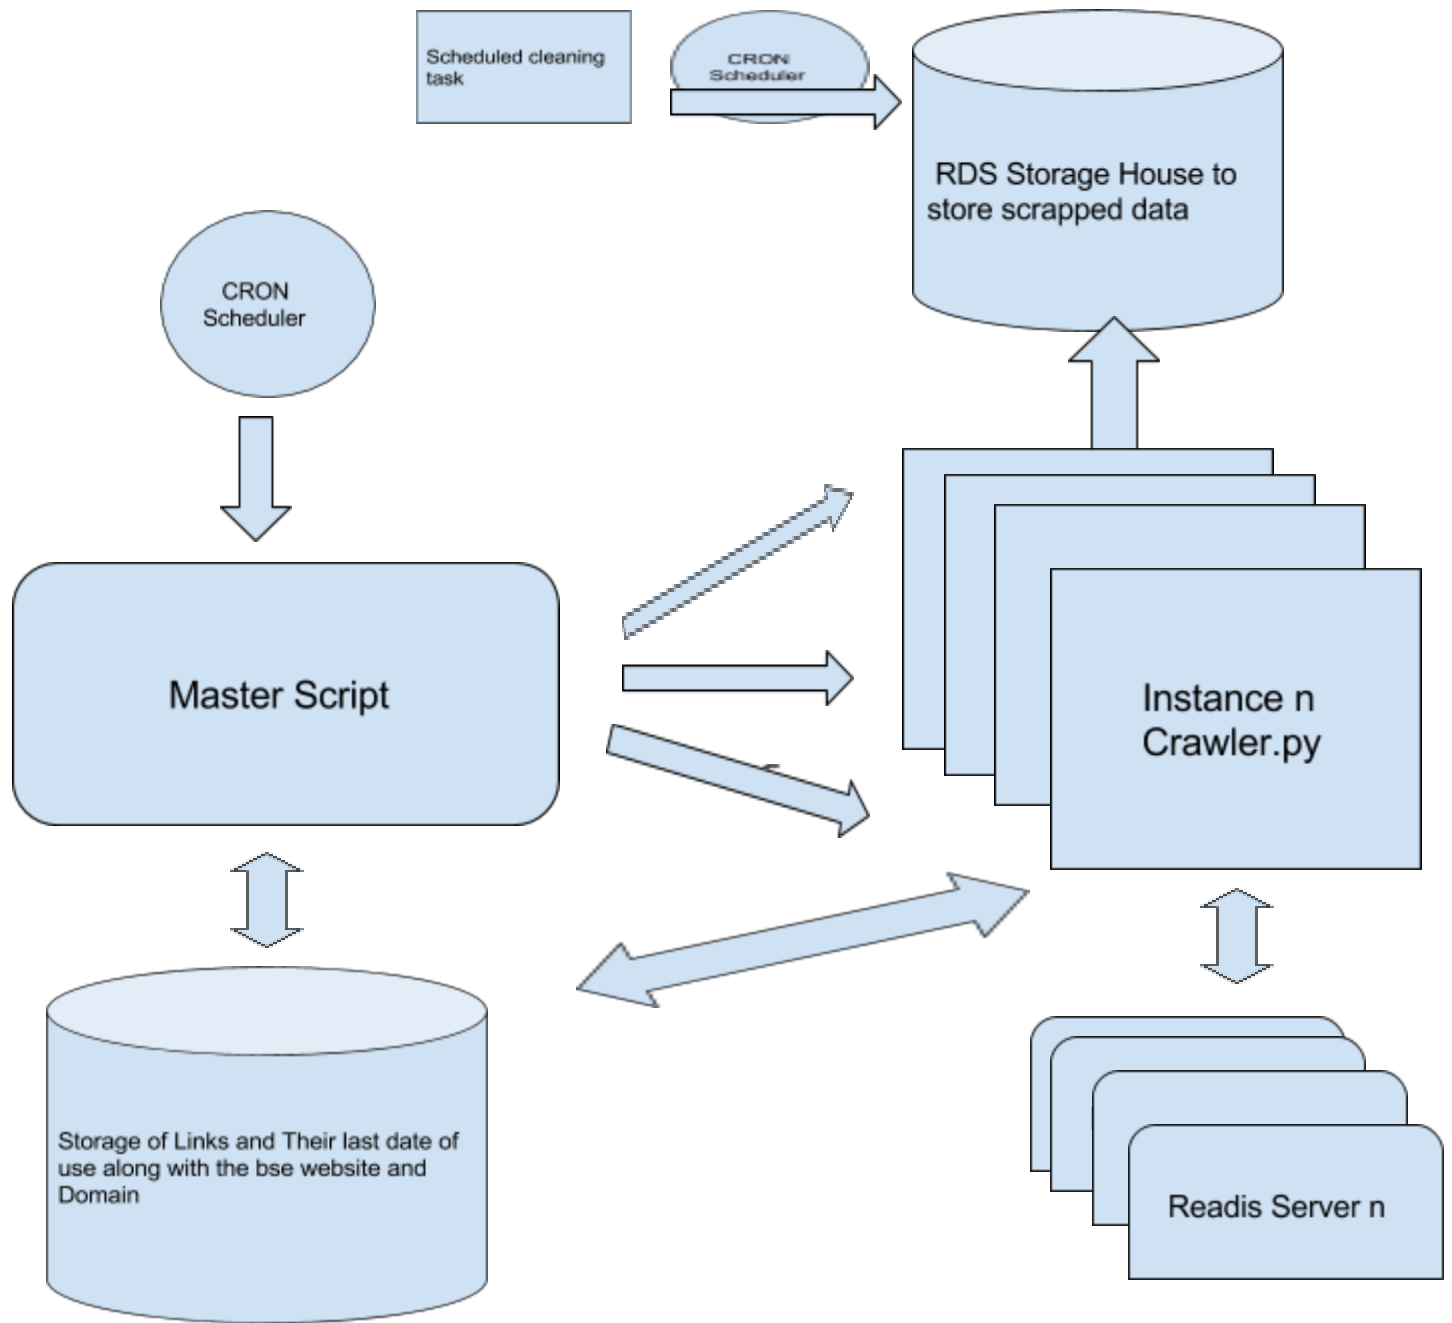 Scheduled cleaning
task
CRON
Scheduler
RDS Storage House to
store scrapped data
CRON
Scheduler
Master Script
Instance n
Crawler.py
Storage of Links and Their last date of
use along with the bse website and
Domain
Readis Server n